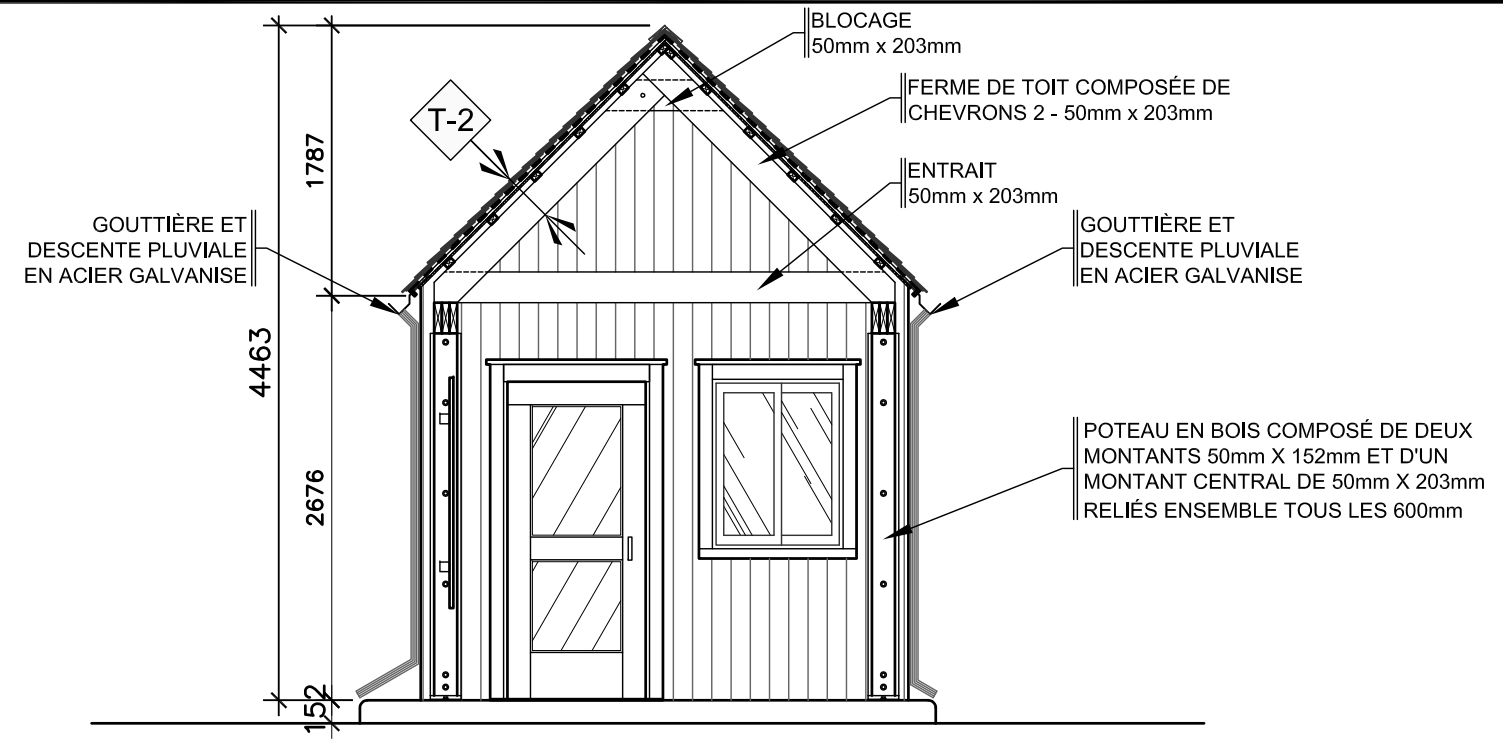 BLOCAGE
50mm x 203mm
FERME DE TOIT COMPOSÉE DE
CHEVRONS 2 - 50mm x 203mm
T-2
ENTRAIT
50mm x 203mm
1787
GOUTTIÈRE ET
DESCENTE PLUVIALE
EN ACIER GALVANISE
GOUTTIÈRE ET
DESCENTE PLUVIALE
EN ACIER GALVANISE
4463
2676
POTEAU EN BOIS COMPOSÉ DE DEUX
MONTANTS 50mm X 152mm ET D'UN
MONTANT CENTRAL DE 50mm X 203mm
RELIÉS ENSEMBLE TOUS LES 600mm
152